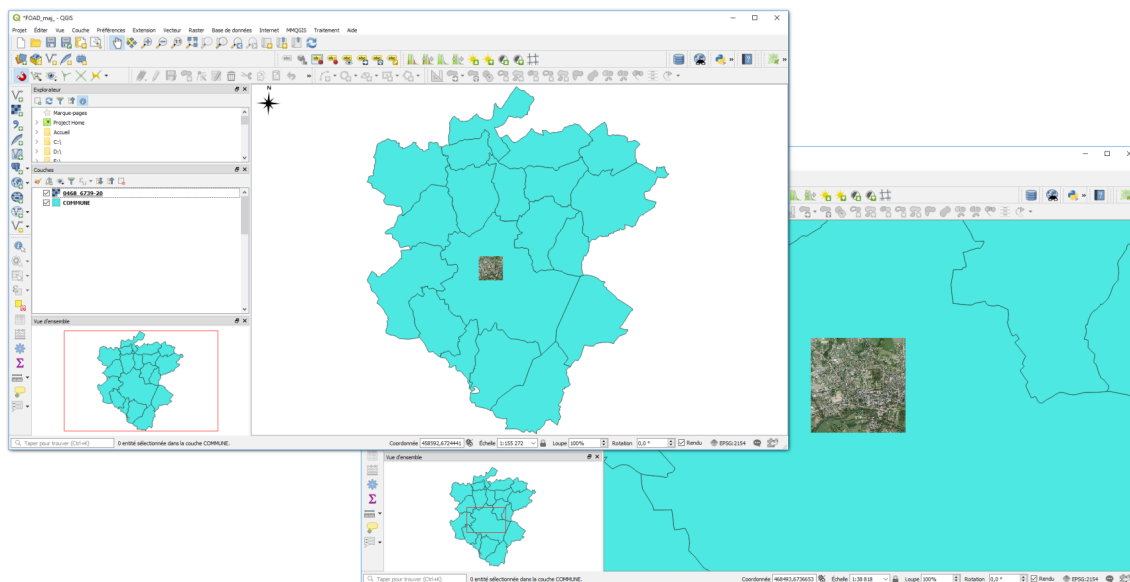 *FOAD_maj_ - QGIS
Projet Éditer Vue Couche Préférences Extension Vecteur Raster Base de données Internet MMQGIS Traitement Aide
Explorateur
Marque-pages
Project Home
Accueil
C:\
D:\
E:\
Couches
0468_6739-20
COMMUNE
Vue d'ensemble
N
Taper pour trouver (Ctrl+K) 0 entité sélectionnée dans la couche COMMUNE. Coordonnée 458592,6724441 Échelle 1:155 272 Loupe 100% Rotation 0,0 ° Rendu EPSG:2154
Vue d'ensemble
Taper pour trouver (Ctrl+K) 0 entité sélectionnée dans la couche COMMUNE. Coordonnée 468493,6736653 Échelle 1:38 818 Loupe 100% Rotation 0,0 ° Rendu EPSG:2154